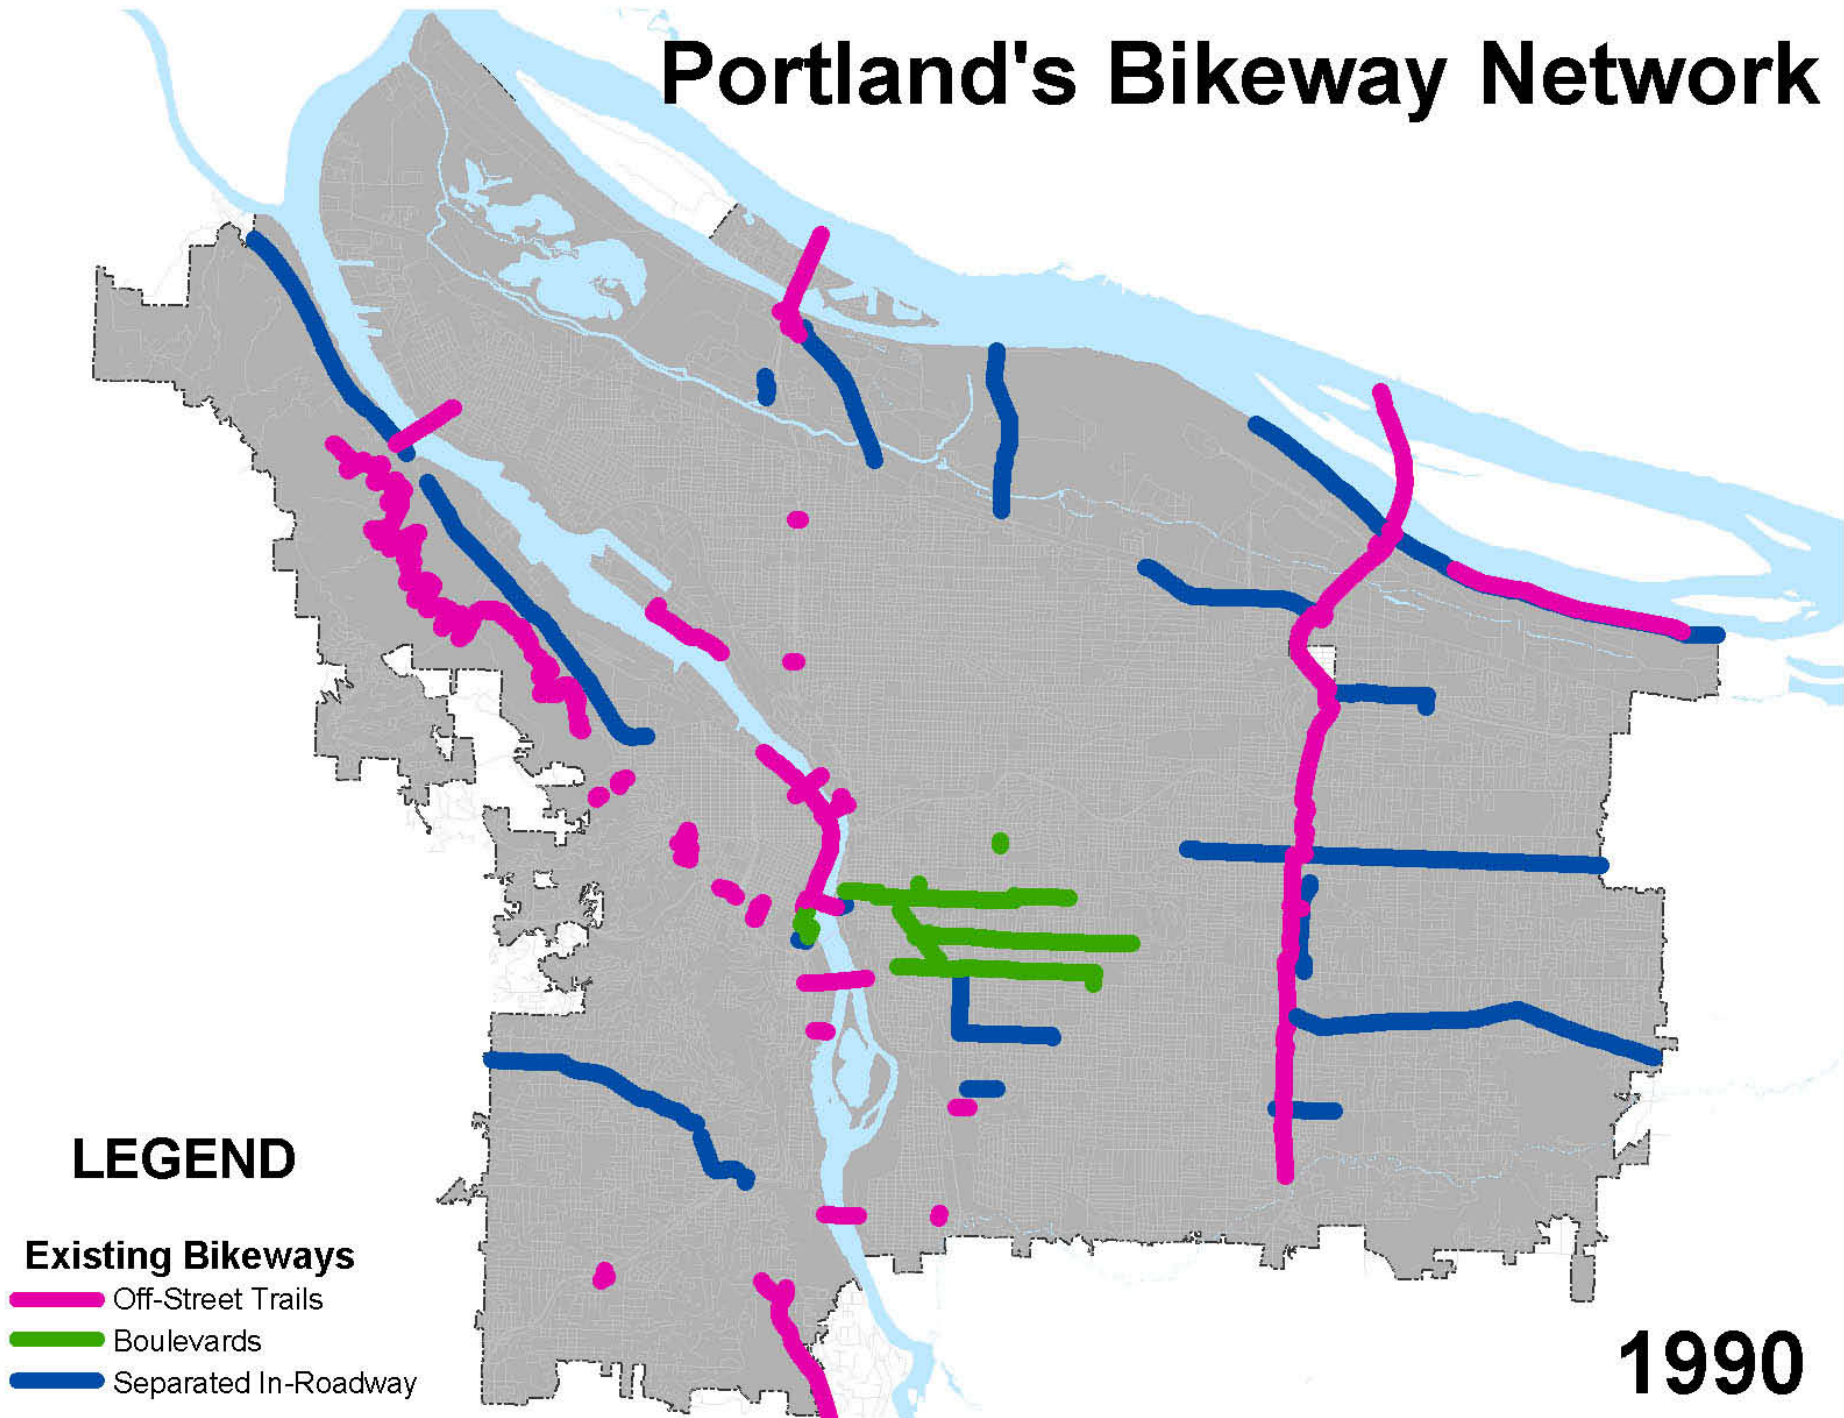 Portland's Bikeway Network
LEGEND
Existing Bikeways
Off-Street Trails
Boulevards
Separated In-Roadway
1990